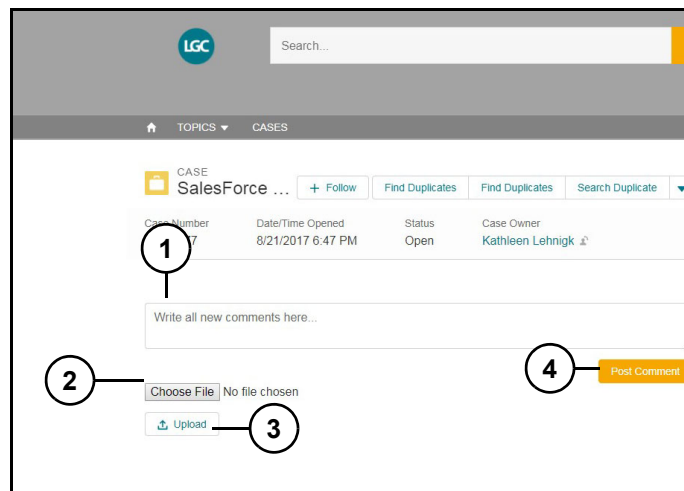 LGC
Search...
TOPICS CASES
CASE
SalesForce ... + Follow Find Duplicates Find Duplicates Search Duplicate
Case Number Date/Time Opened Status Case Owner
8/21/2017 6:47 PM Open Kathleen Lehnigk
1
Write all new comments here...
2
4
Post Comment
Choose File No file chosen
Upload
3